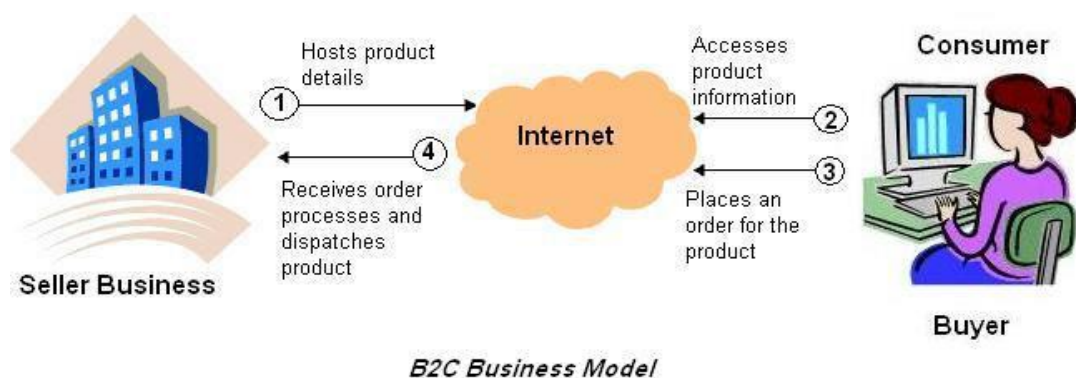 Hosts product
details
1
4
Receives order
processes and
dispatches
product
Seller Business
Internet
Accesses
product
information
2
3
Places an
order for the
product
Consumer
Buyer
B2C Business Model